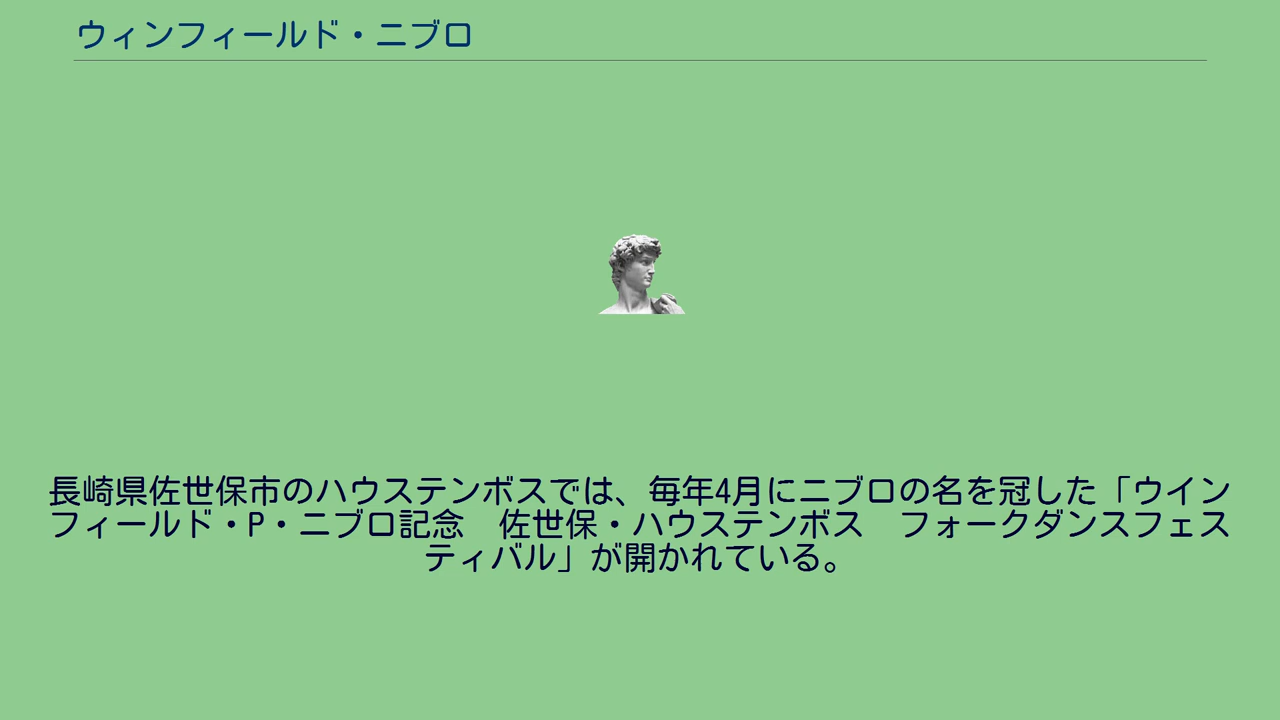 ウィンフィールド・ニブロ
長崎県佐世保市のハウステンボスでは、毎年4月にニブロの名を冠した「ウイン
フィールド・P・ニブロ記念　佐世保・ハウステンボス　フォークダンスフェス
ティバル」が開かれている。